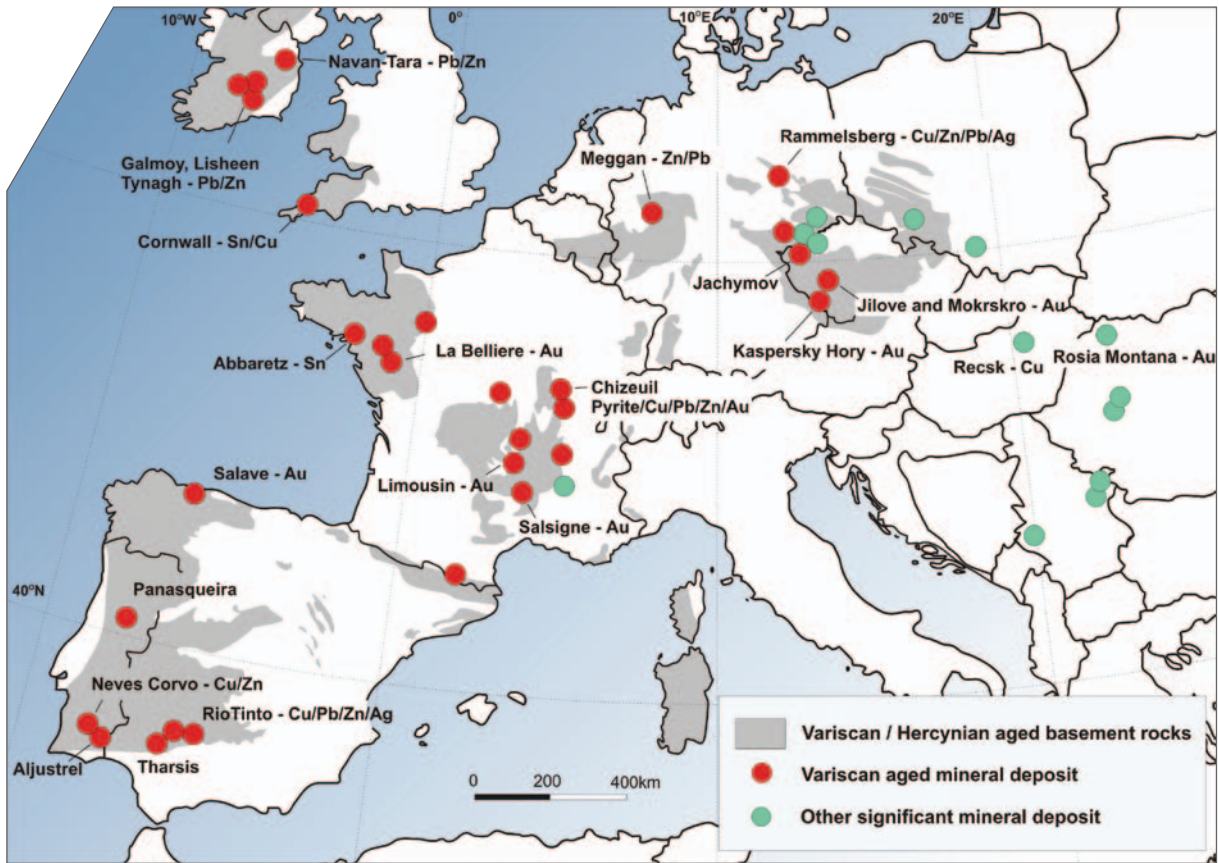 10°W
0°
10°E
20°E
Navan-Tara - Pb/Zn
Galmoy, Lisheen
Tynagh - Pb/Zn
Cornwall - Sn/Cu
Meggan - Zn/Pb
Rammelsberg - Cu/Zn/Pb/Ag
Jachymov
Jilove and Mokrskro - Au
Kaspersky Hory - Au
Recsk - Cu
Rosia Montana - Au
Abbaretz - Sn
La Belliere - Au
Chizeuil
Pyrite/Cu/Pb/Zn/Au
Limousin - Au
Salsigne - Au
Salave - Au
40°N
Panasqueira
Neves Corvo - Cu/Zn
RioTinto - Cu/Pb/Zn/Ag
Aljustrel
Tharsis
0
200
400km
Variscan / Hercynian aged basement rocks
Variscan aged mineral deposit
Other significant mineral deposit